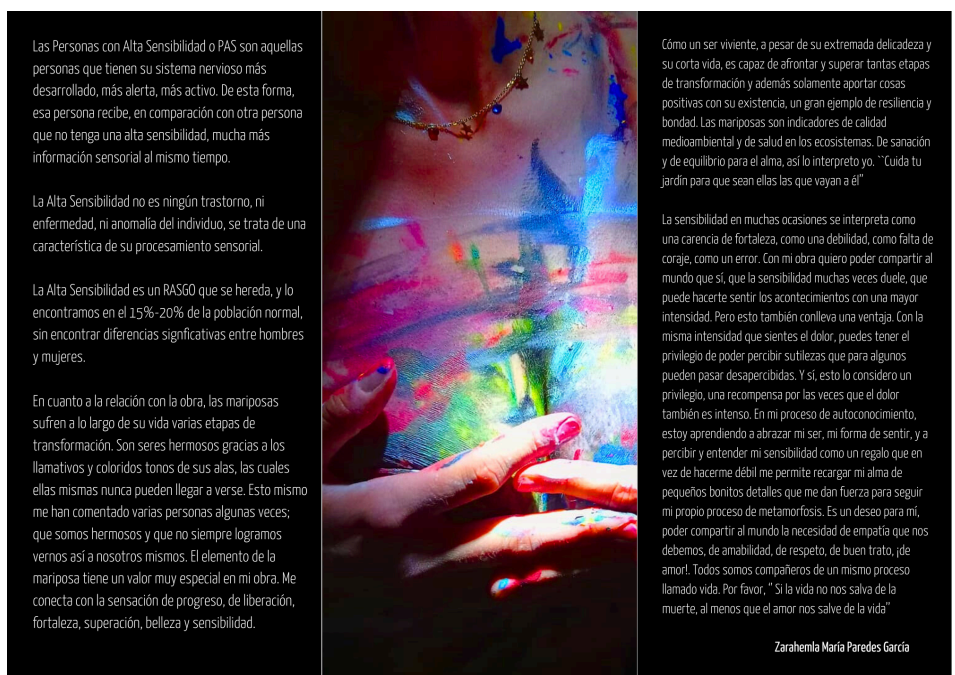 Las Personas con Alta Sensibilidad o PAS son aquellas
personas que tienen su sistema nervioso más
desarrollado, más alerta, más activo. De esta forma,
esa persona recibe, en comparación con otra persona
que no tenga una alta sensibilidad, mucha más
información sensorial al mismo tiempo.
La Alta Sensibilidad no es ningún trastorno, ni
enfermedad, ni anomalía del individuo, se trata de una
característica de su procesamiento sensorial.
La Alta Sensibilidad es un RASGO que se hereda, y lo
encontramos en el 15%-20% de la población normal,
sin encontrar diferencias signficativas entre hombres
y mujeres.
En cuanto a la relación con la obra, las mariposas
sufren a lo largo de su vida varias etapas de
transformación. Son seres hermosos gracias a los
llamativos y coloridos tonos de sus alas, las cuales
ellas mismas nunca pueden llegar a verse. Esto mismo
me han comentado varias personas algunas veces;
que somos hermosos y que no siempre logramos
vernos así a nosotros mismos. El elemento de la
mariposa tiene un valor muy especial en mi obra. Me
conecta con la sensación de progreso, de liberación,
fortaleza, superación, belleza y sensibilidad.
Cómo un ser viviente, a pesar de su extremada delicadeza y
su corta vida, es capaz de afrontar y superar tantas etapas
de transformación y además solamente aportar cosas
positivas con su existencia, un gran ejemplo de resiliencia y
bondad. Las mariposas son indicadores de calidad
medioambiental y de salud en los ecosistemas. De sanación
y de equilibrio para el alma, así lo interpreto yo. ``Cuida tu
jardín para que sean ellas las que vayan a él"
La sensibilidad en muchas ocasiones se interpreta como
una carencia de fortaleza, como una debilidad, como falta de
coraje, como un error. Con mi obra quiero poder compartir al
mundo que sí, que la sensibilidad muchas veces duele, que
puede hacerte sentir los acontecimientos con una mayor
intensidad. Pero esto también conlleva una ventaja. Con la
misma intensidad que sientes el dolor, puedes tener el
privilegio de poder percibir sutilezas que para algunos
pueden pasar desapercibidas. Y sí, esto lo considero un
privilegio, una recompensa por las veces que el dolor
también es intenso. En mi proceso de autoconocimiento,
estoy aprendiendo a abrazar mi ser, mi forma de sentir, y a
percibir y entender mi sensibilidad como un regalo que en
vez de hacerme débil me permite recargar mi alma de
pequeños bonitos detalles que me dan fuerza para seguir
mi propio proceso de metamorfosis. Es un deseo para mí,
poder compartir al mundo la necesidad de empatía que nos
debemos, de amabilidad, de respeto, de buen trato, ¡de
amor!. Todos somos compañeros de un mismo proceso
llamado vida. Por favor, " Si la vida no nos salva de la
muerte, al menos que el amor nos salve de la vida"
Zarahemla María Paredes García